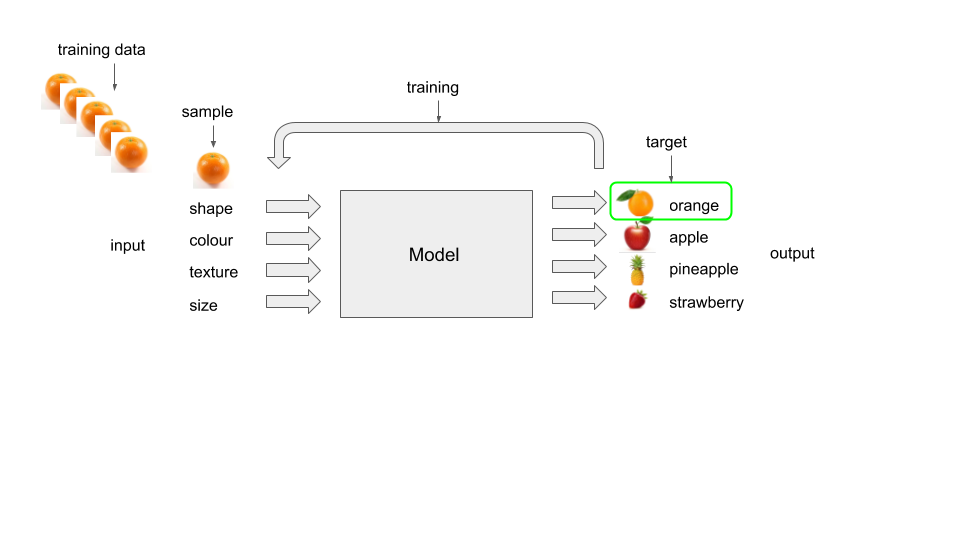 training data
training
sample
target
shape
orange
colour
apple
input
Model
output
texture
pineapple
size
strawberry